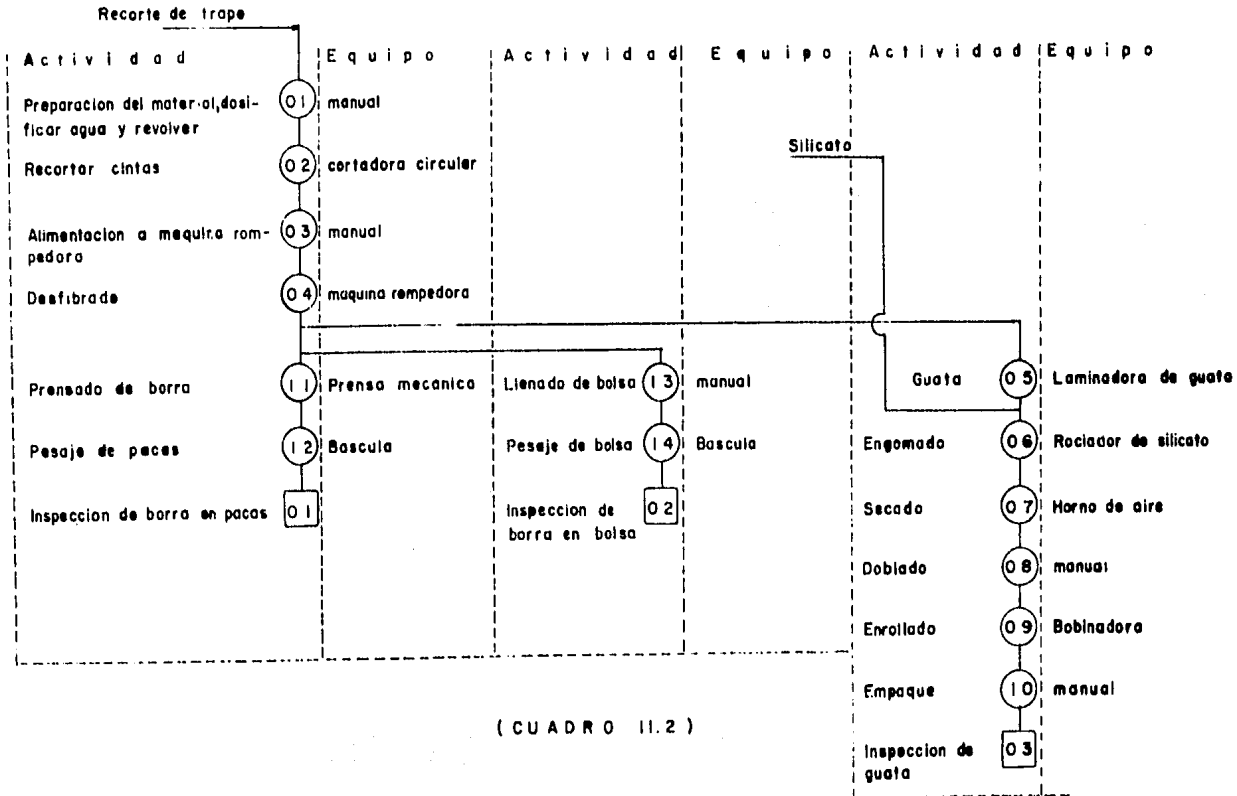 Recorte de trapo
Actividad
Equipo
Actividad
Equipo
Actividad
Equipo
Preparacion del material, dosi-
ficar agua y revolver
01
manual
Recortar cintas
02
cortadora circular
Alimentacion a maquina rom-
pedora
03
manual
Desfibrado
04
maquina rompedora
Prensado de borra
11
Prensa mecanica
Pesaje de pacas
12
Bascula
Inspeccion de borra en pacas
01
Llenado de bolsa
13
manual
Pesaje de bolsa
14
Bascula
Inspeccion de
borra en bolsa
02
Silicato
Guata
05
Laminadora de guata
Engomado
06
Rociador de silicato
Secado
07
Horno de aire
Doblado
08
manual
Enrollado
09
Bobinadora
Empaque
10
manual
Inspeccion de
guata
03
(CUADRO II.2)